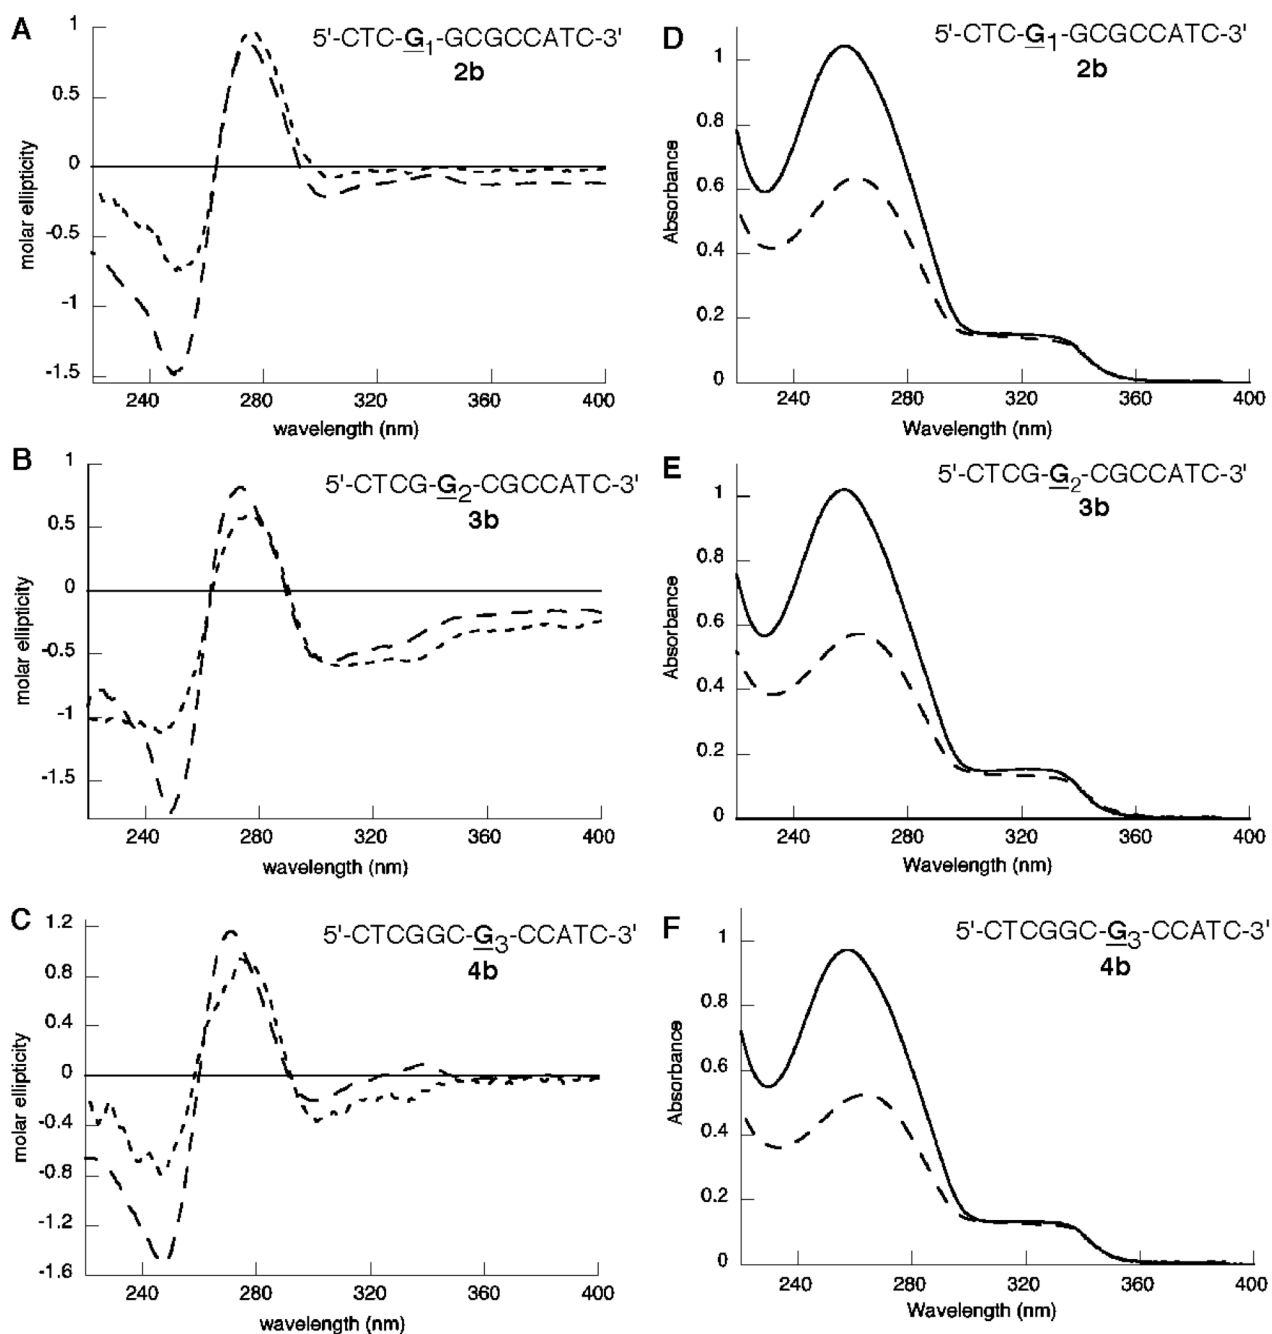 A
5'-CTC-G1-GCGCCATC-3'
2b
1
0.5
0
-0.5
-1
-1.5
molar ellipticity
240 280 320 360 400
wavelength (nm)
D
5'-CTC-G1-GCGCCATC-3'
2b
1
0.8
0.6
0.4
0.2
0
Absorbance
240 280 320 360 400
Wavelength (nm)
B
5'-CTCG-G2-CGCCATC-3'
3b
1
0.5
0
-0.5
-1
-1.5
molar ellipticity
240 280 320 360 400
wavelength (nm)
E
5'-CTCG-G2-CGCCATC-3'
3b
1
0.8
0.6
0.4
0.2
0
Absorbance
240 280 320 360 400
Wavelength (nm)
C
5'-CTCGGC-G3-CCATC-3'
4b
1.2
0.8
0.4
0
-0.4
-0.8
-1.2
-1.6
molar ellipticity
240 280 320 360 400
wavelength (nm)
F
5'-CTCGGC-G3-CCATC-3'
4b
1
0.8
0.6
0.4
0.2
0
Absorbance
240 280 320 360 400
Wavelength (nm)